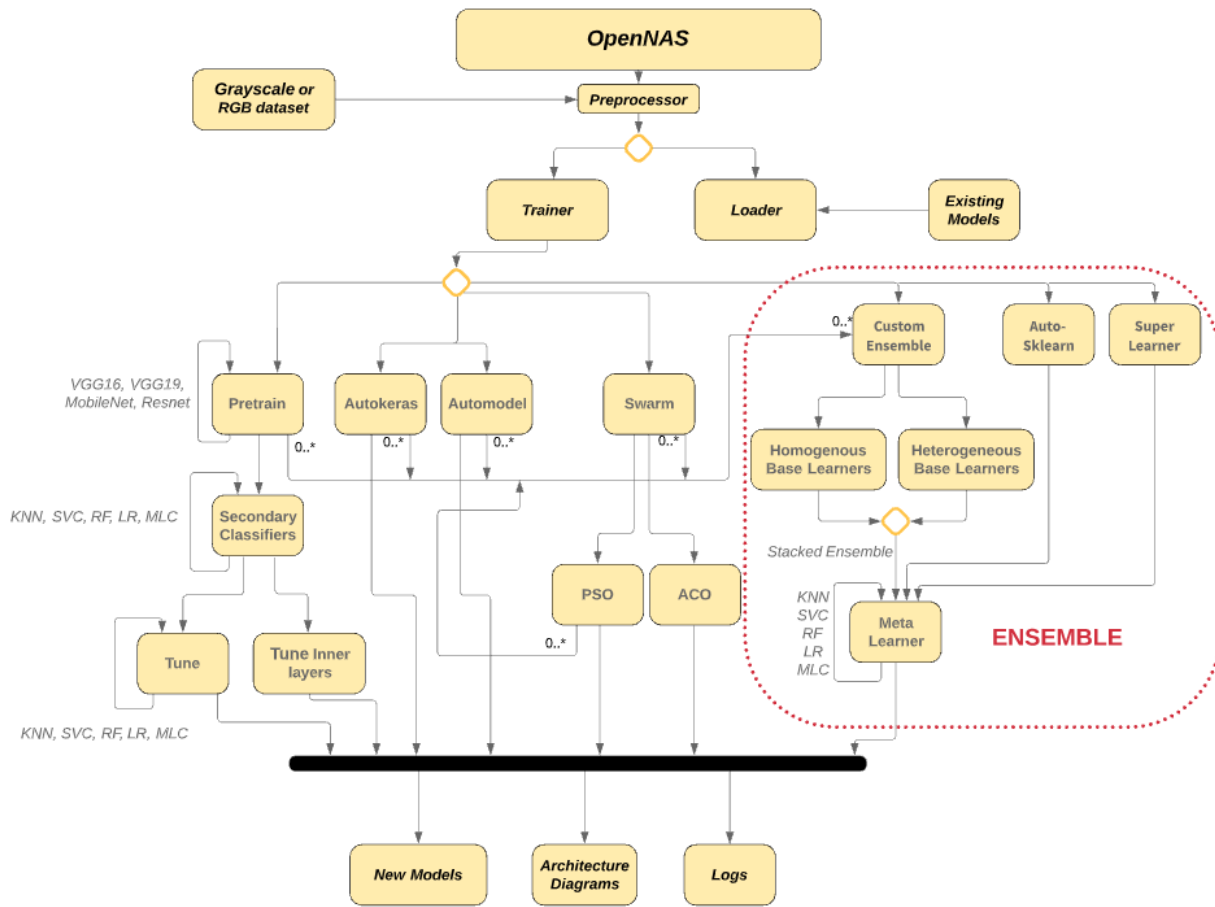 OpenNAS
Grayscale or
RGB dataset
Preprocessor
Trainer
Loader
Existing
Models
0..*
Custom
Ensemble
Auto-
Sklearn
Super
Learner
VGG16, VGG19,
MobileNet, Resnet
Pretrain
Autokeras
Automodel
Swarm
0..*
0..*
0..*
0..*
Homogenous
Base Learners
Heterogeneous
Base Learners
KNN, SVC, RF, LR, MLC
Secondary
Classifiers
Stacked Ensemble
PSO
ACO
KNN
SVC
RF
LR
MLC
Meta
Learner
ENSEMBLE
0..*
Tune
Tune Inner
layers
KNN, SVC, RF, LR, MLC
New Models
Architecture
Diagrams
Logs